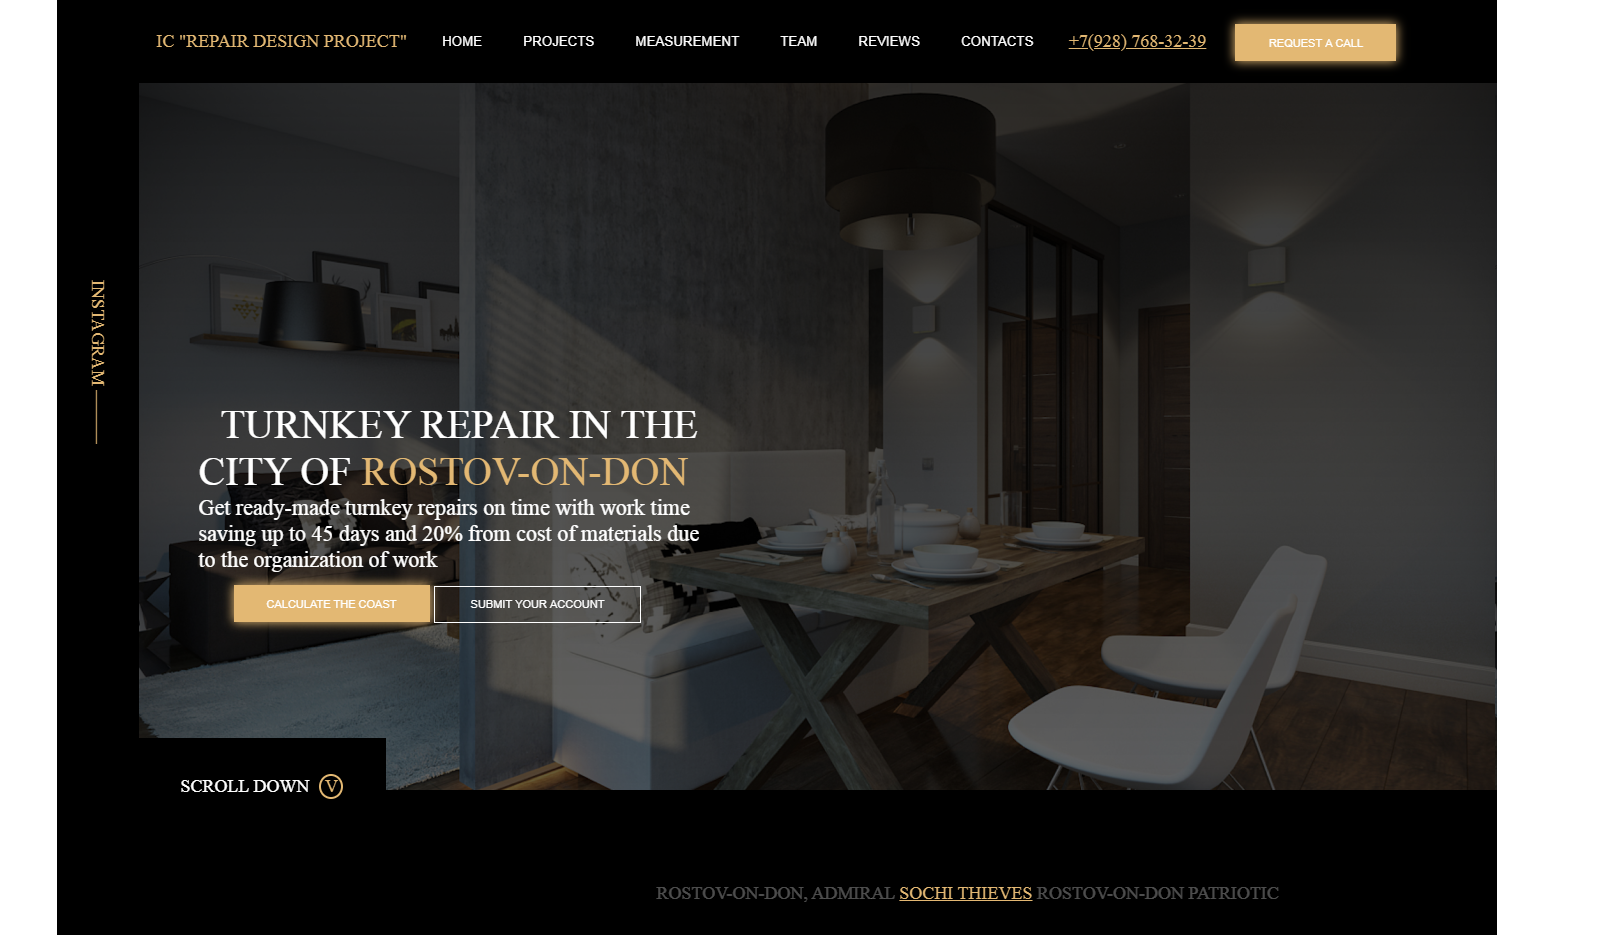 IC "REPAIR DESIGN PROJECT" HOME PROJECTS MEASUREMENT TEAM REVIEWS CONTACTS +7(928) 768-32-39 REQUEST A CALL
INSTAGRAM
TURNKEY REPAIR IN THE
CITY OF ROSTOV-ON-DON
Get ready-made turnkey repairs on time with work time
saving up to 45 days and 20% from cost of materials due
to the organization of work
CALCULATE THE COAST SUBMIT YOUR ACCOUNT
SCROLL DOWN V
ROSTOV-ON-DON, ADMIRAL SOCHI THIEVES ROSTOV-ON-DON PATRIOTIC